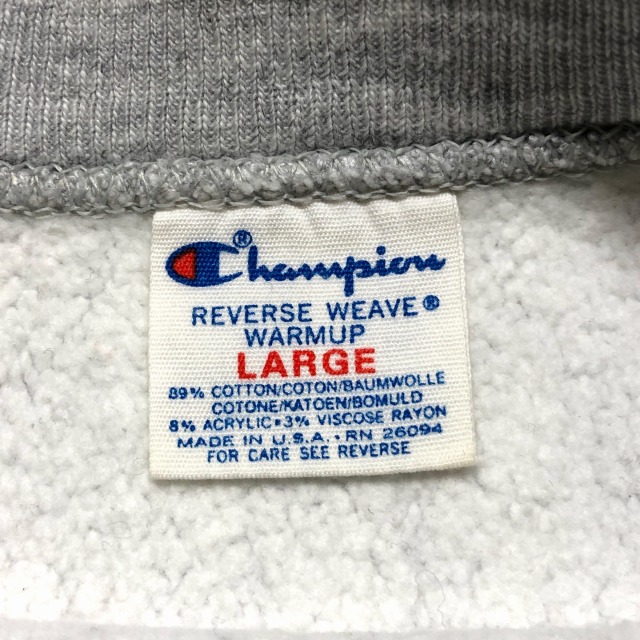 Champion®
REVERSE WEAVE®
WARMUP
LARGE
89% COTTON/COTON/BAUMWOLLE
COTONE/KATOEN/BOMULD
8% ACRYLIC•3% VISCOSE RAYON
MADE IN U.S.A. • RN 26094
FOR CARE SEE REVERSE